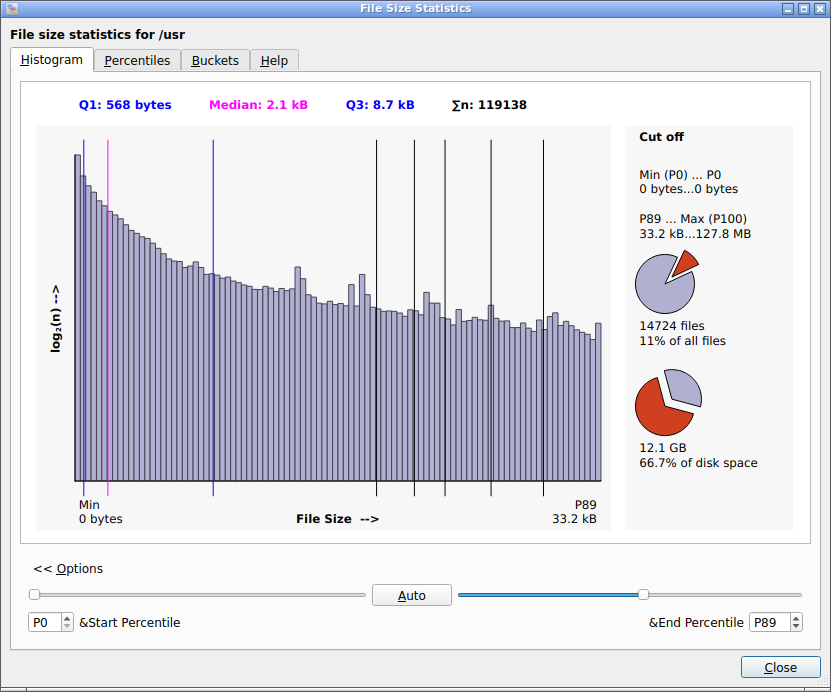 File Size Statistics
File size statistics for /usr
Histogram
Percentiles
Buckets
Help
Q1: 568 bytes
Median: 2.1 kB
Q3: 8.7 kB
∑n: 119138
log₂(n) -->
Min
0 bytes
File Size -->
P89
33.2 kB
Cut off
Min (P0) ... P0
0 bytes...0 bytes
P89 ... Max (P100)
33.2 kB...127.8 MB
14724 files
11% of all files
12.1 GB
66.7% of disk space
<< Options
Auto
P0
&Start Percentile
&End Percentile
P89
Close